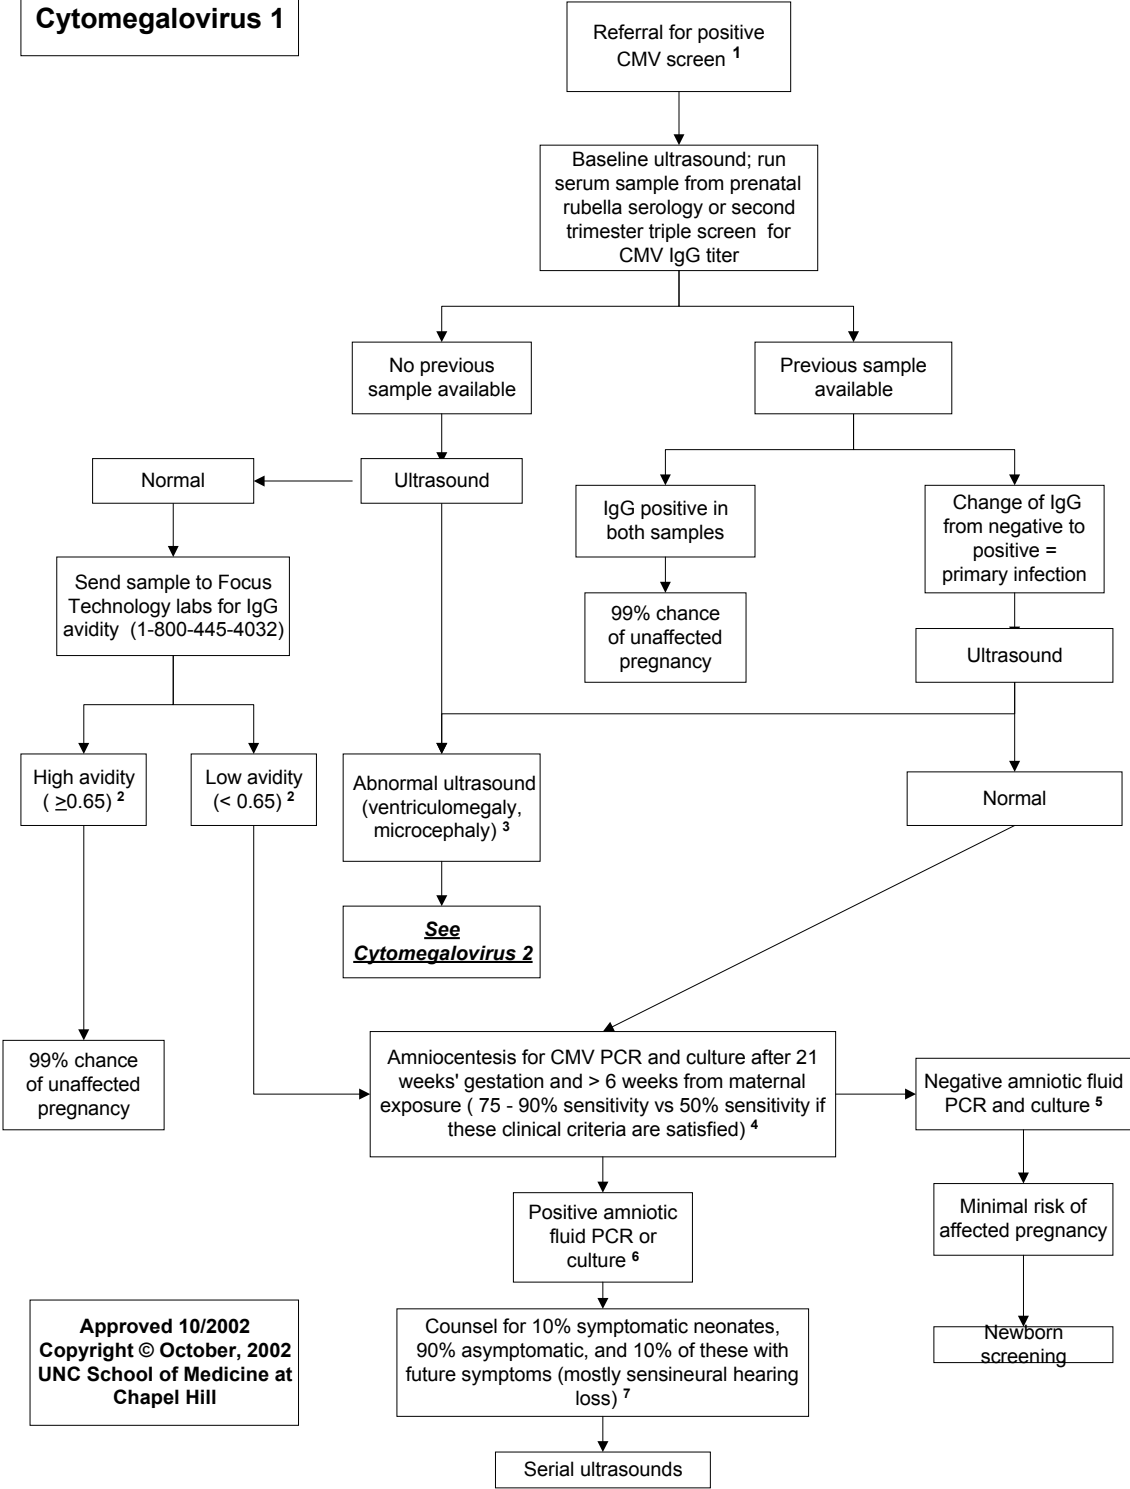 Cytomegalovirus 1
Referral for positive
CMV screen 1
Baseline ultrasound; run
serum sample from prenatal
rubella serology or second
trimester triple screen for
CMV IgG titer
No previous
sample available
Previous sample
available
Normal
Ultrasound
IgG positive in
both samples
Change of IgG
from negative to
positive =
primary infection
Send sample to Focus
Technology labs for IgG
avidity (1-800-445-4032)
99% chance
of unaffected
pregnancy
Ultrasound
High avidity
( ≥0.65) 2
Low avidity
(< 0.65) 2
Abnormal ultrasound
(ventriculomegaly,
microcephaly) 3
Normal
See
Cytomegalovirus 2
99% chance
of unaffected
pregnancy
Amniocentesis for CMV PCR and culture after 21
weeks' gestation and > 6 weeks from maternal
exposure ( 75 - 90% sensitivity vs 50% sensitivity if
these clinical criteria are satisfied) 4
Negative amniotic fluid
PCR and culture 5
Positive amniotic
fluid PCR or
culture 6
Minimal risk of
affected pregnancy
Counsel for 10% symptomatic neonates,
90% asymptomatic, and 10% of these with
future symptoms (mostly sensineural hearing
loss) 7
Newborn
screening
Approved 10/2002
Copyright © October, 2002
UNC School of Medicine at
Chapel Hill
Serial ultrasounds